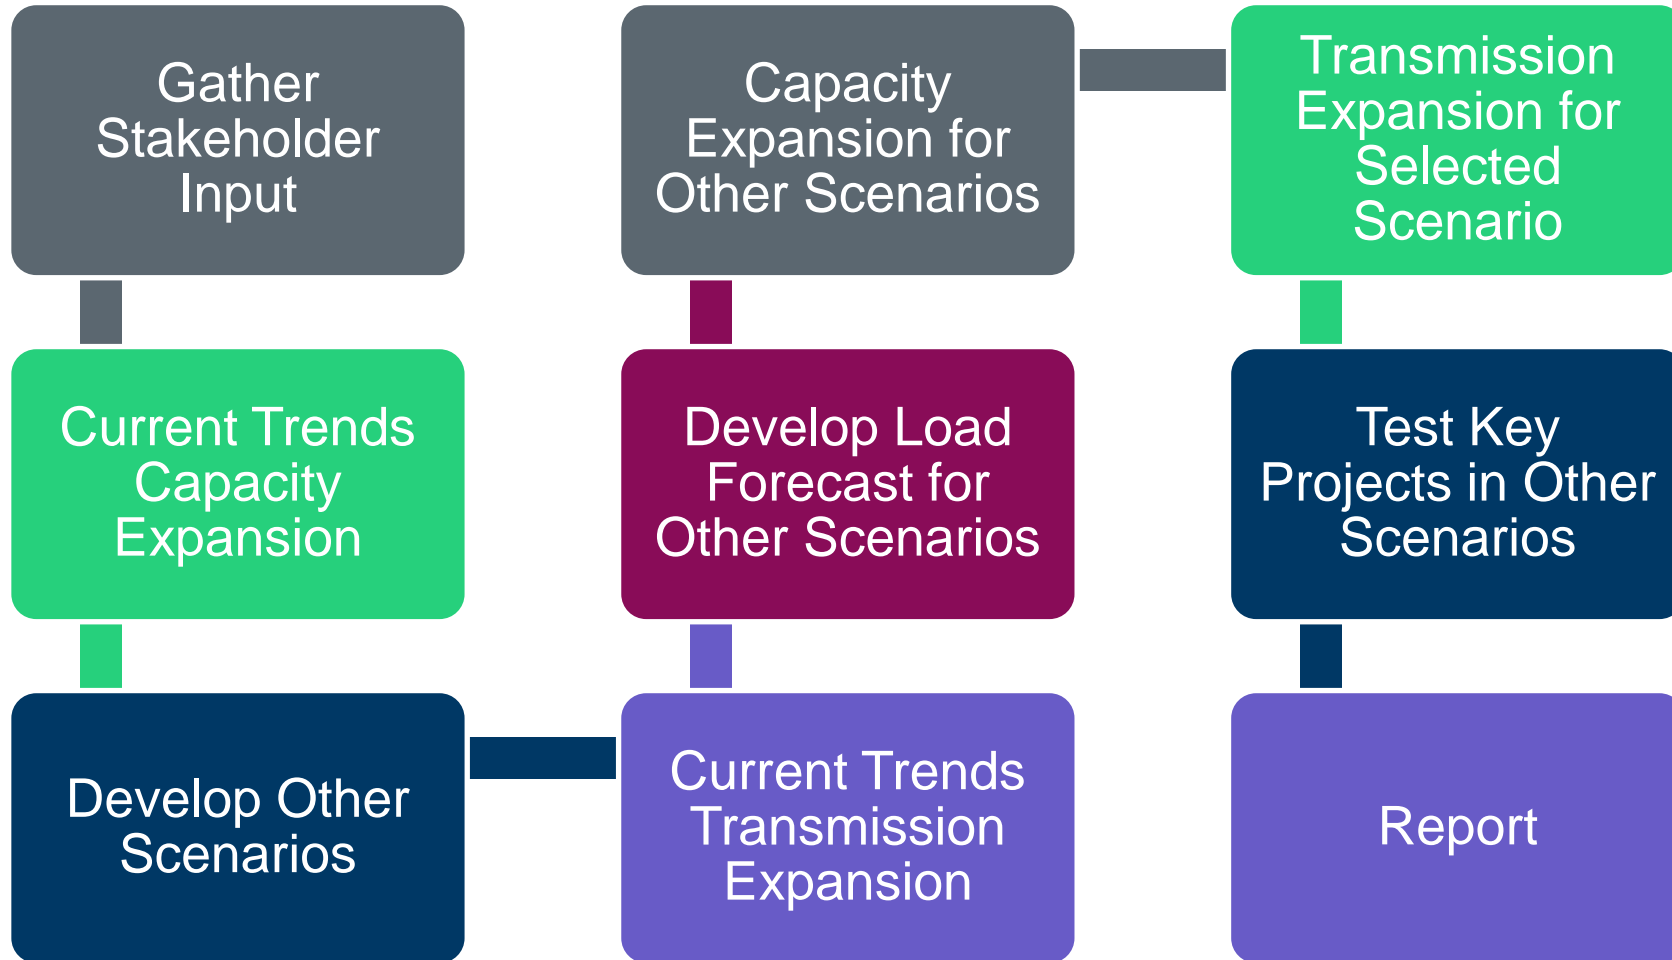 Gather
Stakeholder
Input
Current Trends
Capacity
Expansion
Develop Other
Scenarios
Current Trends
Transmission
Expansion
Develop Load
Forecast for
Other Scenarios
Capacity
Expansion for
Other Scenarios
Transmission
Expansion for
Selected
Scenario
Test Key
Projects in Other
Scenarios
Report